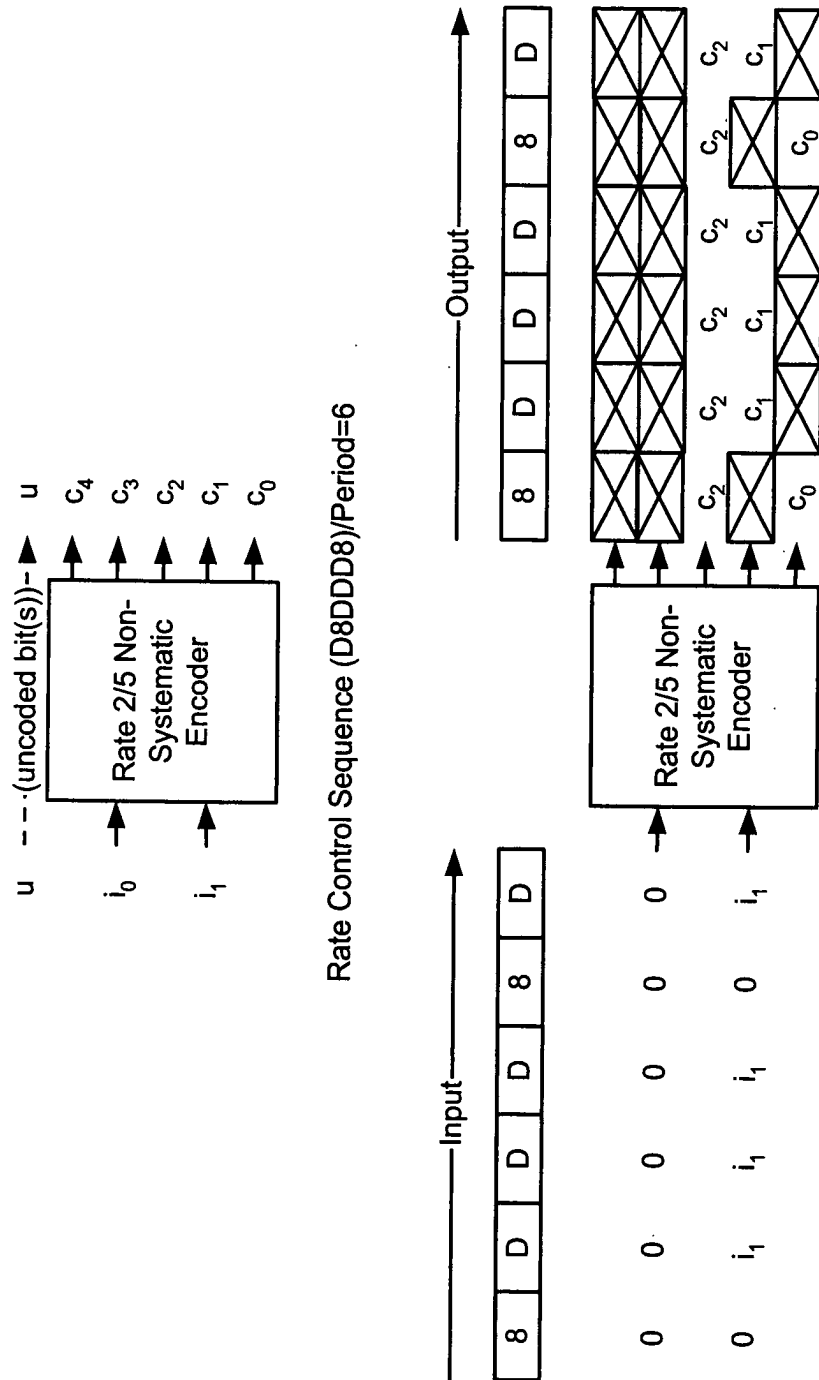 u – – (uncoded bit(s)) – u
i0
i1
Rate 2/5 Non-
Systematic
Encoder
c4
c3
c2
c1
c0
Rate Control Sequence (D8DDD8)/Period=6
Input
8 D D D 8 D
0 0 0 0 0 0
0 i1 i1 i1 0 i1
Rate 2/5 Non-
Systematic
Encoder
Output
8 D D D 8 D
c2 c2 c2 c2 c2 c2
c1 c1 c1 c1
c0 c0